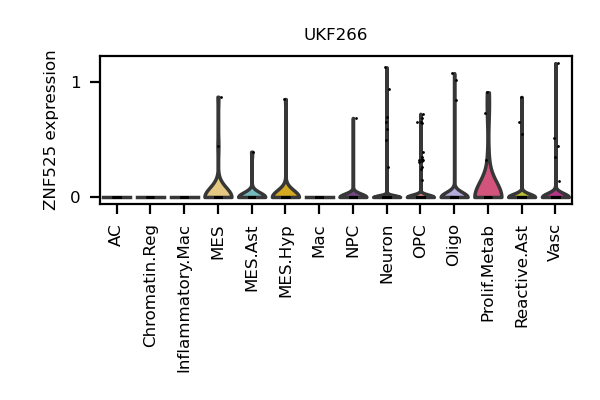 UKF266
ZNF525 expression
1
0
AC
Chromatin.Reg
Inflammatory.Mac
MES
MES.Ast
MES.Hyp
Mac
NPC
Neuron
OPC
Oligo
Prolif.Metab
Reactive.Ast
Vasc